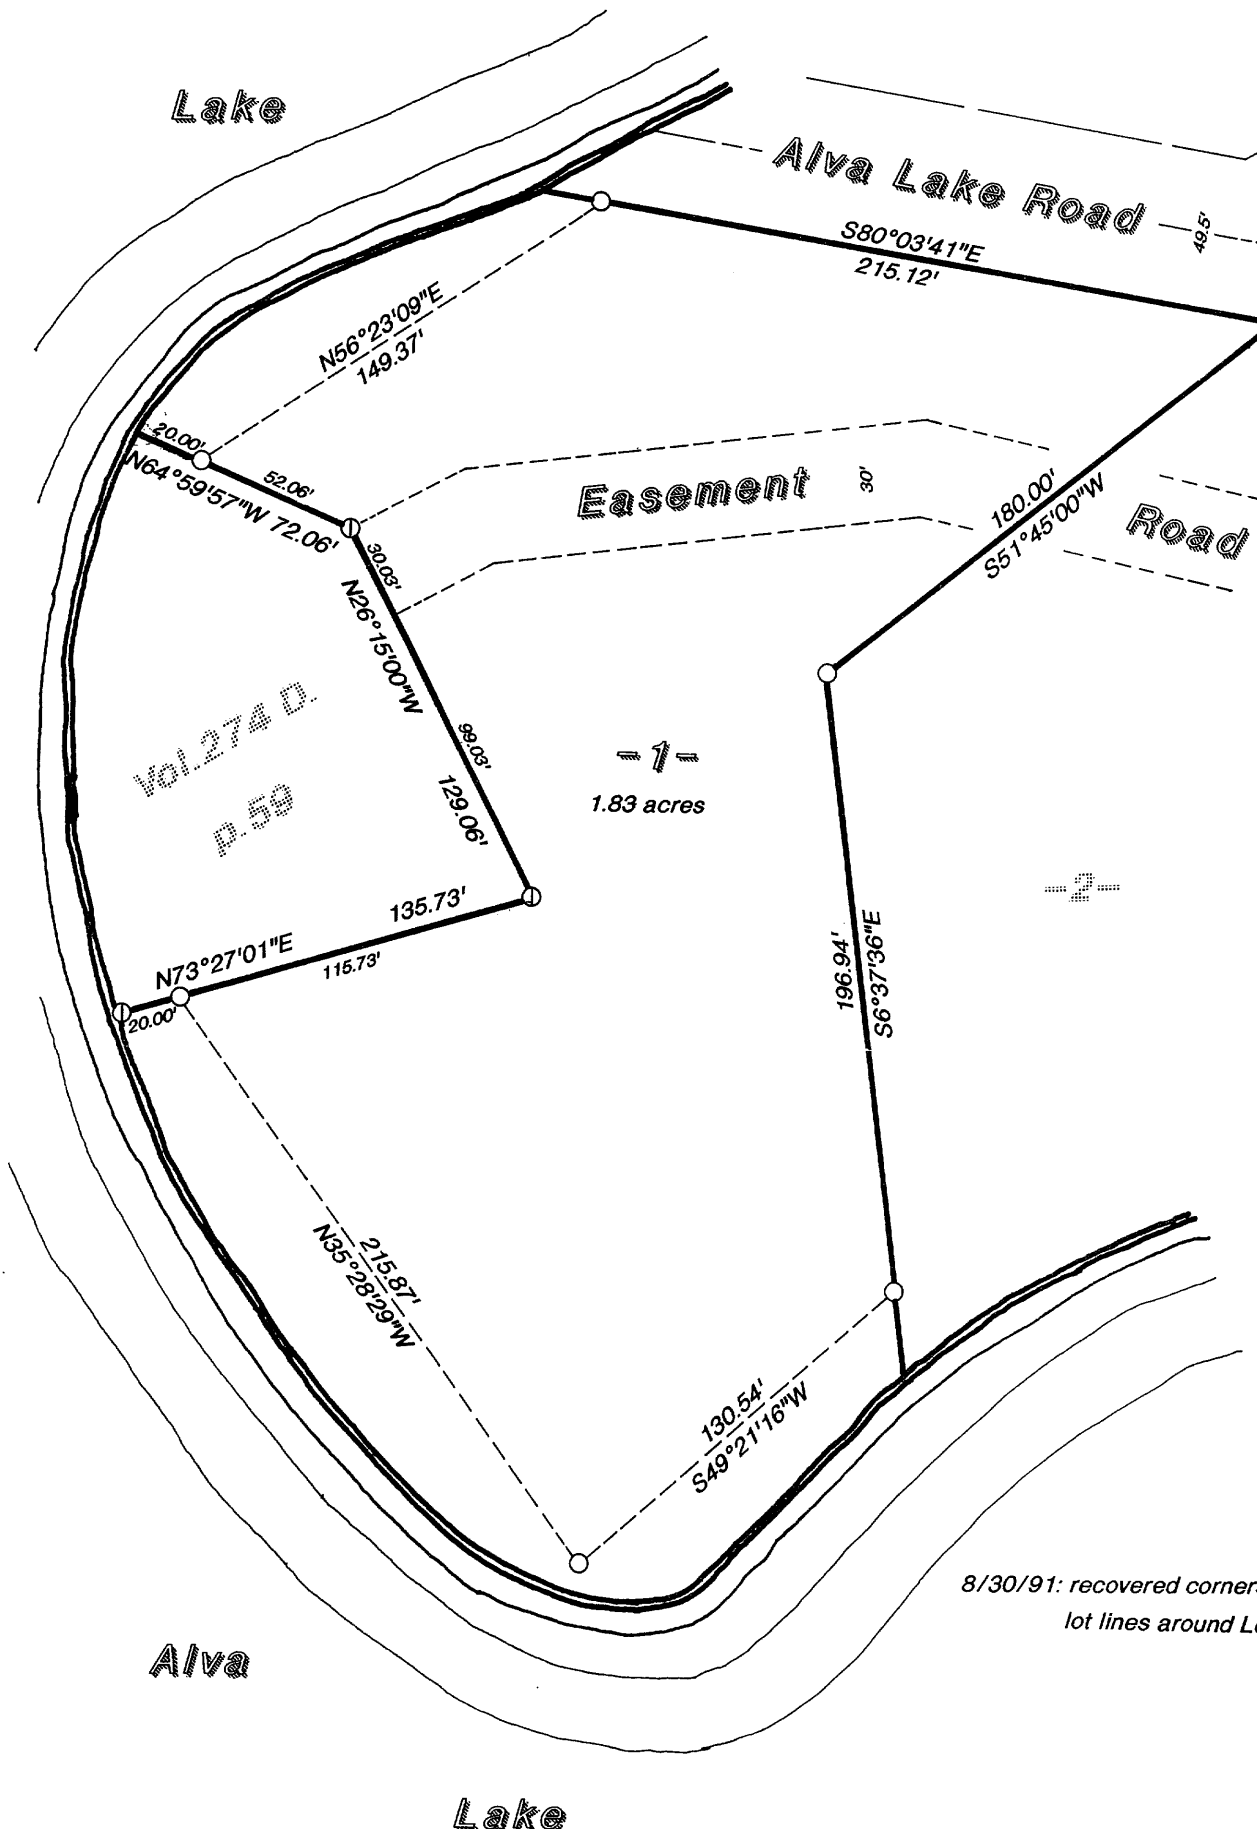 Lake
Alva Lake Road
49.5'
S80°03'41"E
215.12'
N56°23'09"E
149.37'
20.00'
52.06'
N64°59'57"W 72.06'
Easement
30'
Road
180.00'
S51°45'00"W
30.03'
N26°15'00"W
99.03'
129.06'
Vol.274 D.
p.59
-1-
1.83 acres
-2-
135.73'
N73°27'01"E
115.73'
20.00'
196.94'
S6°37'36"E
215.87'
N35°28'29"W
130.54'
S49°21'16"W
8/30/91: recovered corners
lot lines around
Alva
Lake